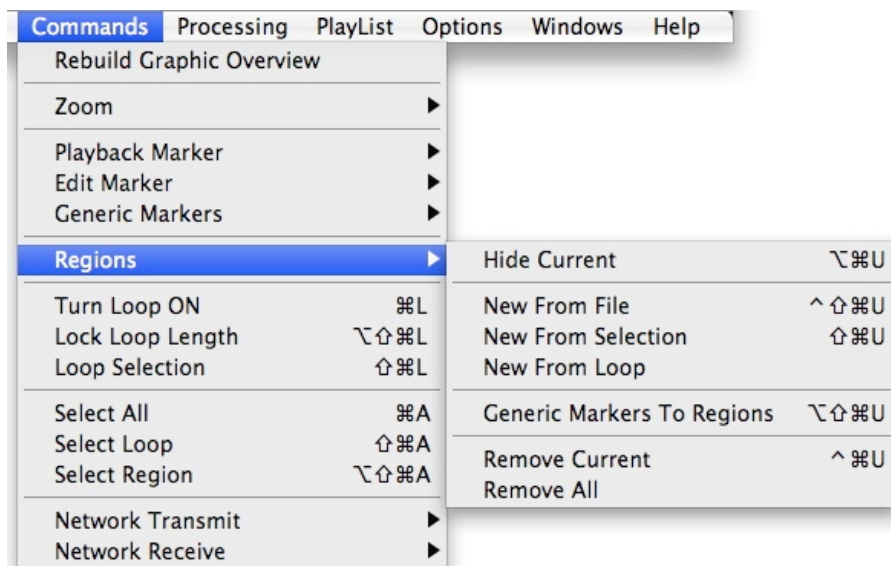 Commands Processing PlayList Options Windows Help
Rebuild Graphic Overview
Zoom ▶
Playback Marker ▶
Edit Marker ▶
Generic Markers ▶
Regions ▶
Turn Loop ON ⌘L
Lock Loop Length ⌥⇧⌘L
Loop Selection ⇧⌘L
Select All ⌘A
Select Loop ⇧⌘A
Select Region ⌥⇧⌘A
Network Transmit ▶
Network Receive ▶
Hide Current ⌥⌘U
New From File ^⇧⌘U
New From Selection ⇧⌘U
New From Loop
Generic Markers To Regions ⌥⇧⌘U
Remove Current ^⌘U
Remove All